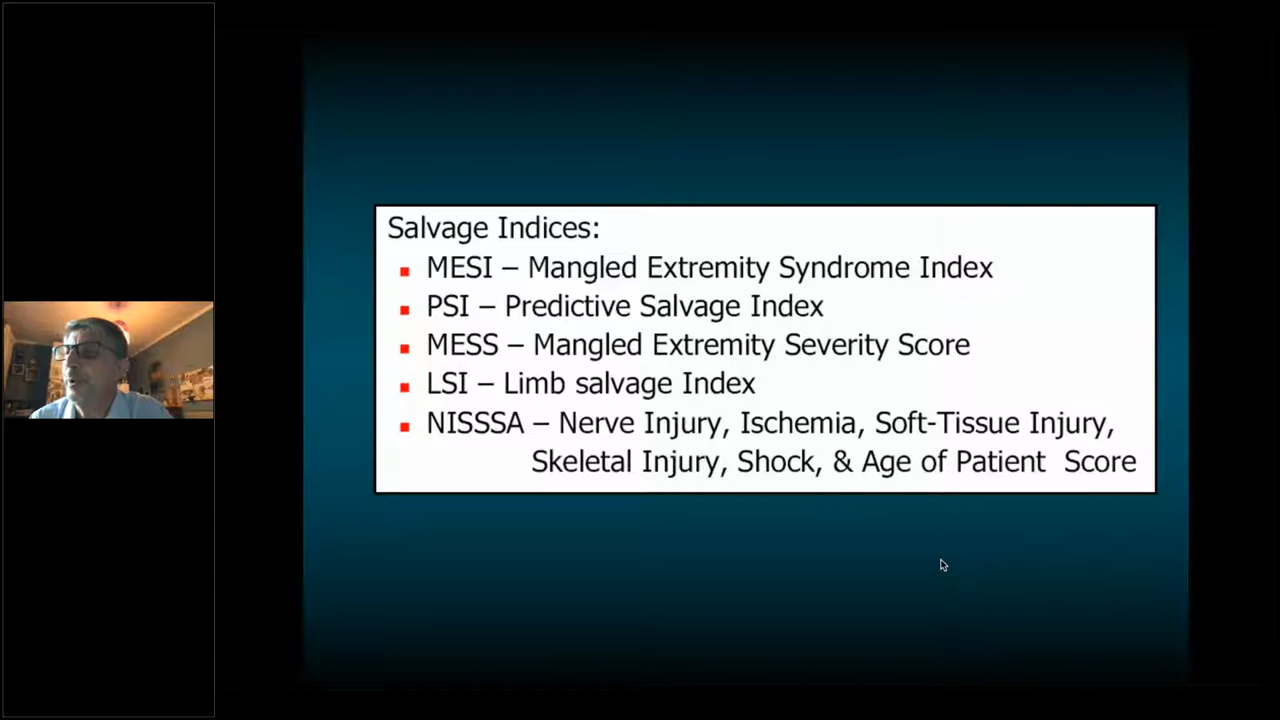 Salvage Indices:
MESI – Mangled Extremity Syndrome Index
PSI – Predictive Salvage Index
MESS – Mangled Extremity Severity Score
LSI – Limb salvage Index
NISSSA – Nerve Injury, Ischemia, Soft-Tissue Injury,
Skeletal Injury, Shock, & Age of Patient Score